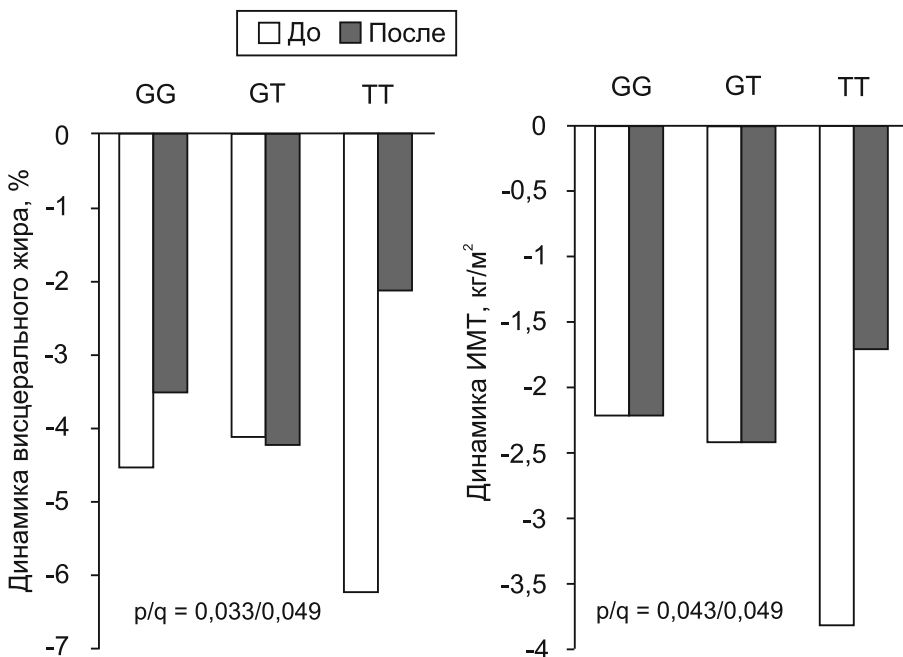 До После
GG GT TT
0
-1
-2
-3
-4
-5
-6
-7
Динамика висцерального жира, %
p/q = 0,033/0,049
GG GT TT
0
-0,5
-1
-1,5
-2
-2,5
-3
-3,5
-4
Динамика ИМТ, кг/м²
p/q = 0,043/0,049